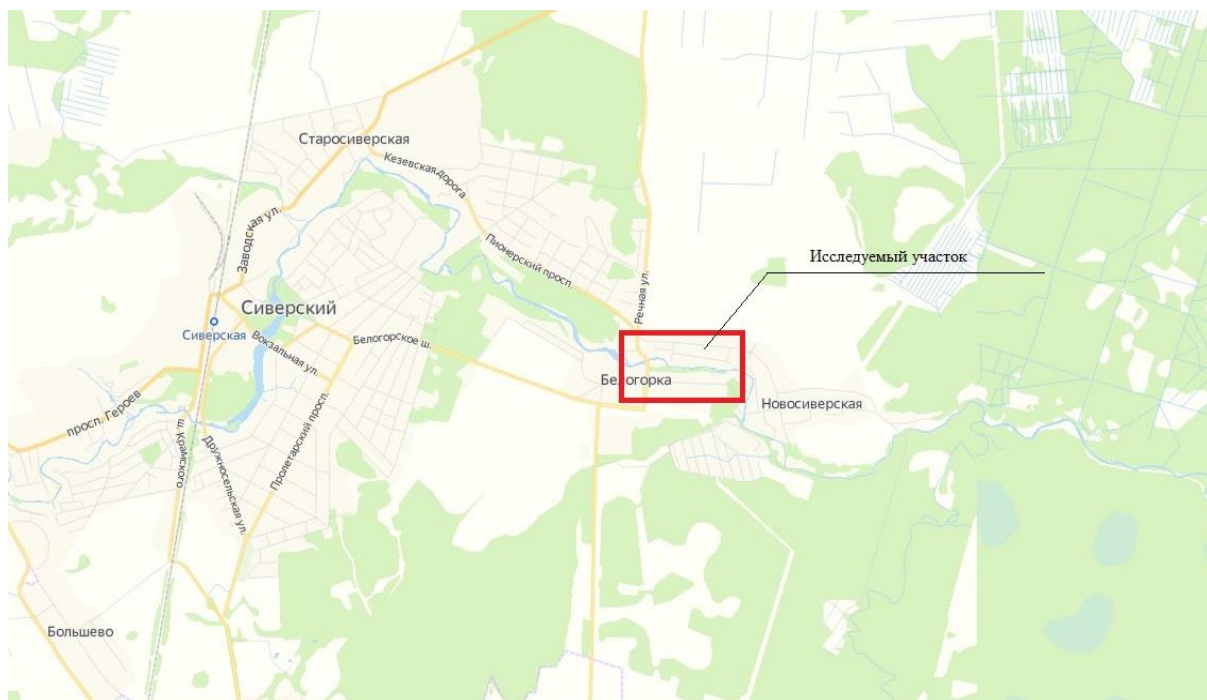 Старосиверская
Кезевская дорога
Заводская ул.
Пионерский просп.
Исследуемый участок
Речная ул.
Сиверский
Сиверская
Вокзальная ул.
Белогорское ш.
Белогорка
Новосиверская
просп. Героев
ш. Крамского
Дружносельская ул.
Пролетарский просп.
Большево